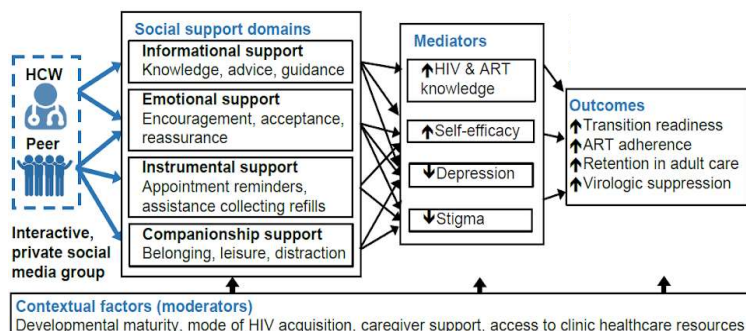 HCW
Peer
Interactive,
private social
media group
Social support domains
Informational support
Knowledge, advice, guidance
Emotional support
Encouragement, acceptance,
reassurance
Instrumental support
Appointment reminders,
assistance collecting refills
Companionship support
Belonging, leisure, distraction
Mediators
↑HIV & ART
knowledge
↑Self-efficacy
↓Depression
↓Stigma
Outcomes
↑Transition readiness
↑ART adherence
↑Retention in adult care
↑Virologic suppression
Contextual factors (moderators)
Developmental maturity, mode of HIV acquisition, caregiver support, access to clinic healthcare resources